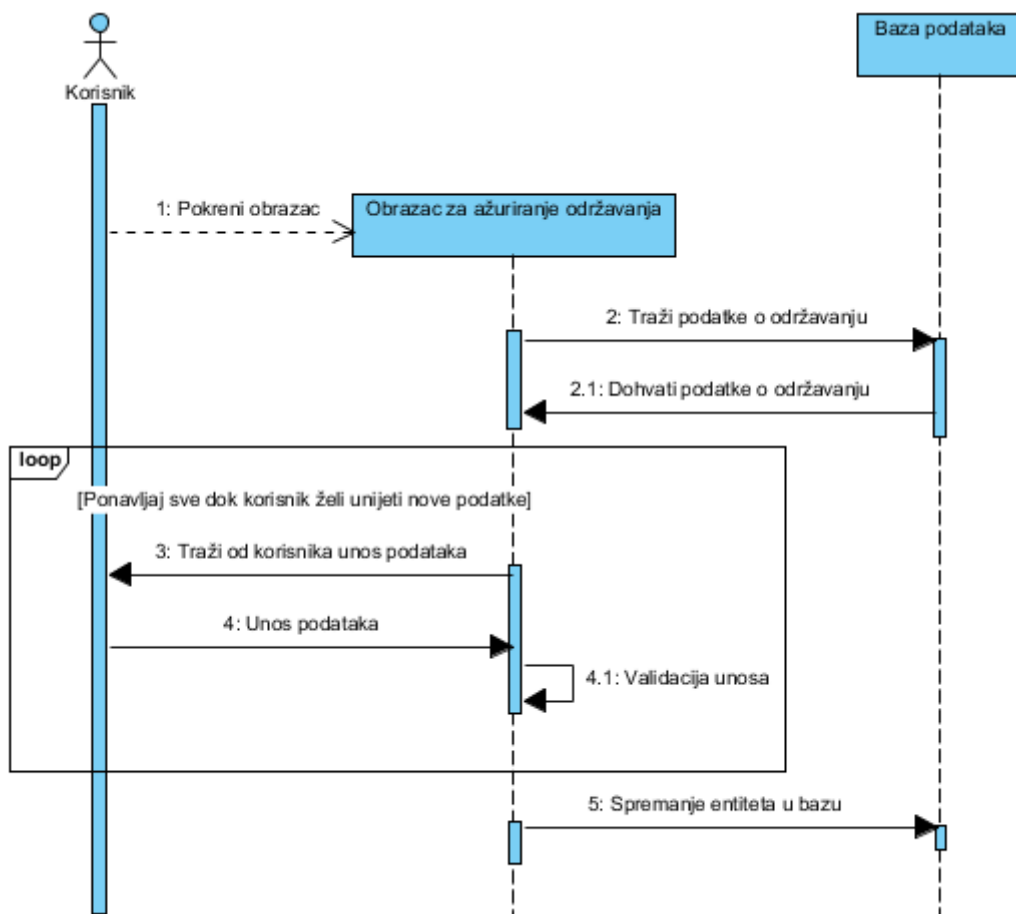 Baza podataka
Korisnik
1: Pokreni obrazac
Obrazac za ažuriranje održavanja
2: Traži podatke o održavanju
2.1: Dohvati podatke o održavanju
loop
[Ponavljaj sve dok korisnik želi unijeti nove podatke]
3: Traži od korisnika unos podataka
4: Unos podataka
4.1: Validacija unosa
5: Spremanje entiteta u bazu